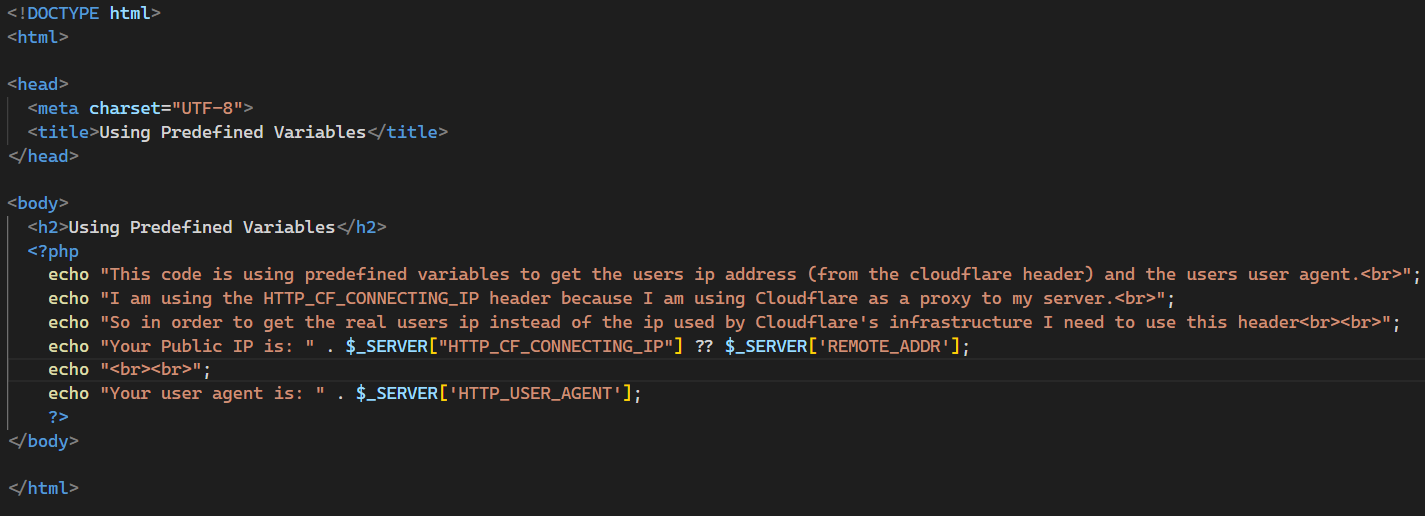 <!DOCTYPE html>
<html>
<head>
<meta charset="UTF-8">
<title>Using Predefined Variables</title>
</head>
<body>
<h2>Using Predefined Variables</h2>
<?php
echo "This code is using predefined variables to get the users ip address (from the cloudflare header) and the users user agent.<br>";
echo "I am using the HTTP_CF_CONNECTING_IP header because I am using Cloudflare as a proxy to my server.<br>";
echo "So in order to get the real users ip instead of the ip used by Cloudflare's infrastructure I need to use this header<br><br>";
echo "Your Public IP is: " . $_SERVER["HTTP_CF_CONNECTING_IP"] ?? $_SERVER['REMOTE_ADDR'];
echo "<br><br>";
echo "Your user agent is: " . $_SERVER['HTTP_USER_AGENT'];
?>
</body>
</html>